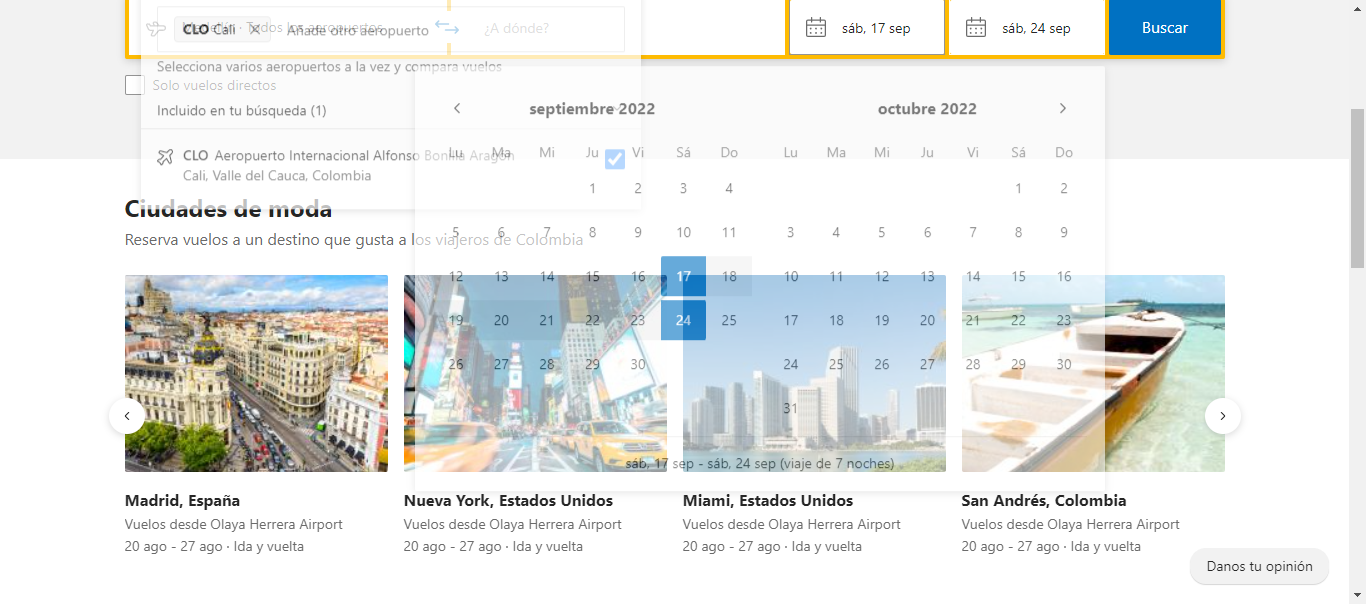 Medellín · Todos los aeropuertos
CLO Cali
Añade otro aeropuerto
¿A dónde?
sáb, 17 sep
sáb, 24 sep
Buscar
Selecciona varios aeropuertos a la vez y compara vuelos
Solo vuelos directos
Incluido en tu búsqueda (1)
CLO Aeropuerto Internacional Alfonso Bonilla Aragón
Cali, Valle del Cauca, Colombia
septiembre 2022
Lu Ma Mi Ju Vi Sá Do
1 2 3 4
5 6 7 8 9 10 11
12 13 14 15 16 17 18
19 20 21 22 23 24 25
26 27 28 29 30
octubre 2022
Lu Ma Mi Ju Vi Sá Do
1 2
3 4 5 6 7 8 9
10 11 12 13 14 15 16
17 18 19 20 21 22 23
24 25 26 27 28 29 30
31
sáb, 17 sep - sáb, 24 sep (viaje de 7 noches)
Ciudades de moda
Reserva vuelos a un destino que gusta a los viajeros de Colombia
Madrid, España
Vuelos desde Olaya Herrera Airport
20 ago - 27 ago · Ida y vuelta
Nueva York, Estados Unidos
Vuelos desde Olaya Herrera Airport
20 ago - 27 ago · Ida y vuelta
Miami, Estados Unidos
Vuelos desde Olaya Herrera Airport
20 ago - 27 ago · Ida y vuelta
San Andrés, Colombia
Vuelos desde Olaya Herrera Airport
20 ago - 27 ago · Ida y vuelta
Danos tu opinión